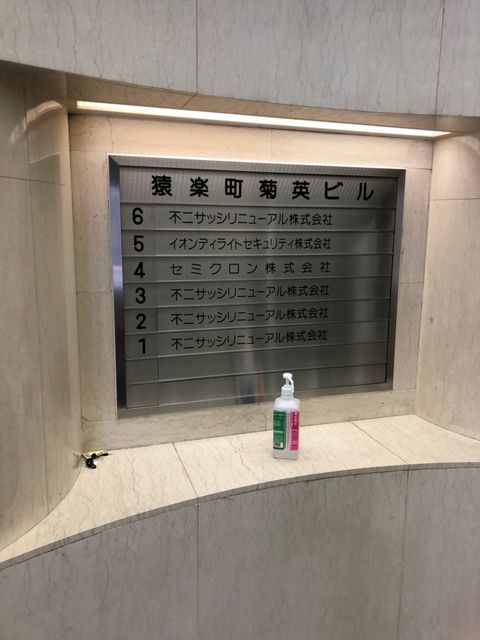 猿楽町菊英ビル
6 不二サッシリニューアル株式会社
5 イオンディライトセキュリティ株式会社
4 セミクロン株式会社
3 不二サッシリニューアル株式会社
2 不二サッシリニューアル株式会社
1 不二サッシリニューアル株式会社